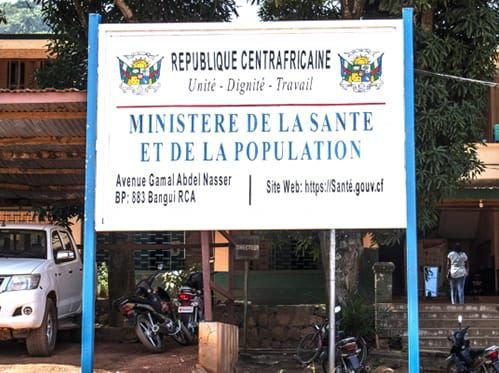 REPUBLIQUE CENTRAFRICAINE
Unité - Dignité - Travail
MINISTERE DE LA SANTE
ET DE LA POPULATION
Avenue Gamal Abdel Nasser
BP: 883 Bangui RCA
Site Web: https://Santé.gouv.cf
DIRECTEUR